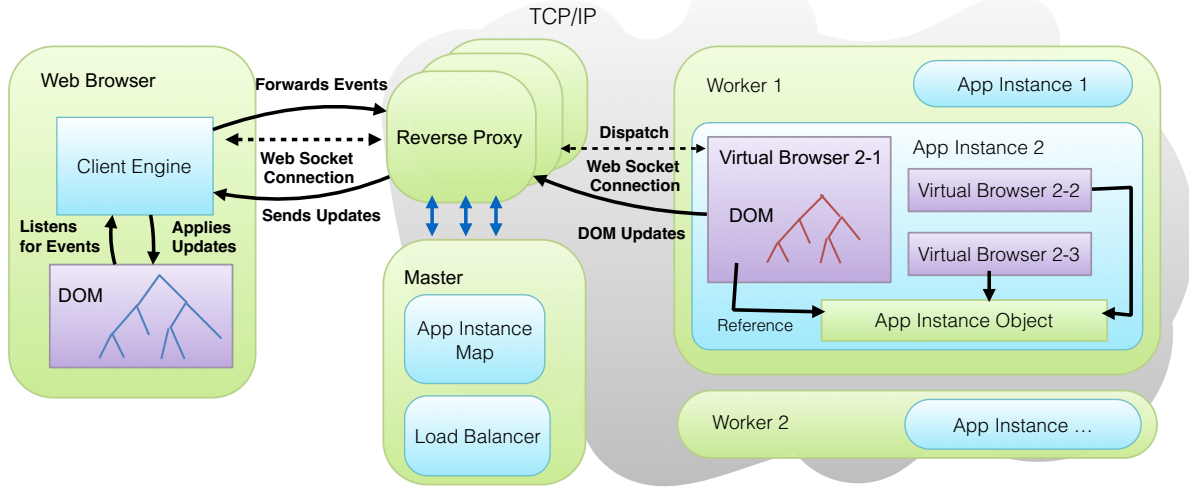 TCP/IP
Web Browser
Client Engine
Listens
for Events
Applies
Updates
DOM
Forwards Events
Web Socket
Connection
Sends Updates
Reverse Proxy
Master
App Instance
Map
Load Balancer
Dispatch
Web Socket
Connection
DOM Updates
Worker 1
App Instance 1
App Instance 2
Virtual Browser 2-1
DOM
Virtual Browser 2-2
Virtual Browser 2-3
Reference
App Instance Object
Worker 2
App Instance …